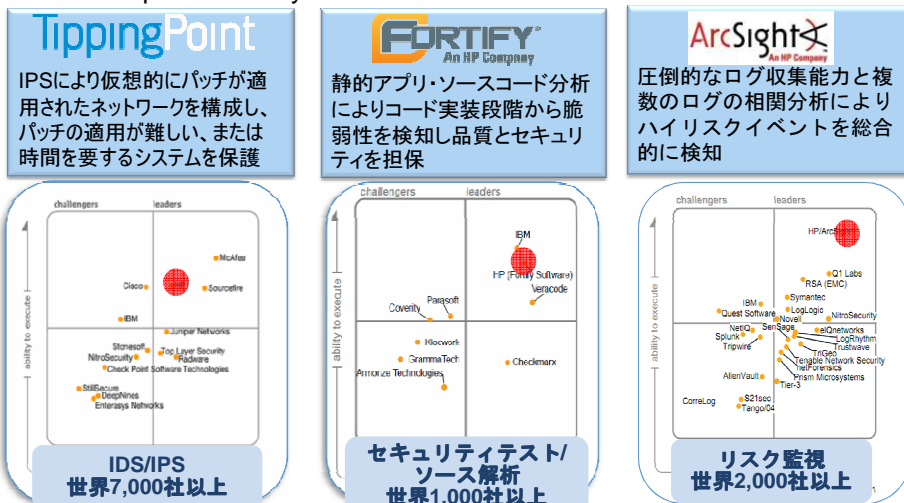 TippingPoint
IPSにより仮想的にパッチが適
用されたネットワークを構成し、
パッチの適用が難しい、または
時間を要するシステムを保護
FORTIFY
An HP Company
静的アプリ・ソースコード分析
によりコード実装段階から脆
弱性を検知し品質とセキュリ
ティを担保
ArcSight
An HP Company
圧倒的なログ収集能力と複
数のログの相関分析により
ハイリスクイベントを総合
的に検知
challengers
leaders
ability to execute
McAfee
Cisco
Sourcefire
IBM
Juniper Networks
Stonesoft
Top Layer Security
NitroSecurity
Radware
Check Point Software Technologies
StillSecure
DeepNines
Enterasys Networks
IDS/IPS
世界7,000社以上
challengers
leaders
ability to execute
IBM
HP (Fortify Software)
Veracode
Parasoft
Coverity
Klocwork
GrammaTech
Checkmarx
Armorize Technologies
セキュリティテスト/
ソース解析
世界1,000社以上
challengers
leaders
ability to execute
HP/ArcSight
Q1 Labs
RSA (EMC)
Symantec
IBM
LogLogic
Quest Software
Novell
NitroSecurity
SenSage
NetIQ
eIQnetworks
Splunk
LogRhythm
Tripwire
Trustwave
TriGeo
Tenable Network Security
netForensics
Prism Microsystems
AlienVault
Tier-3
S21sec
CorreLog
Tango/04
リスク監視
世界2,000社以上